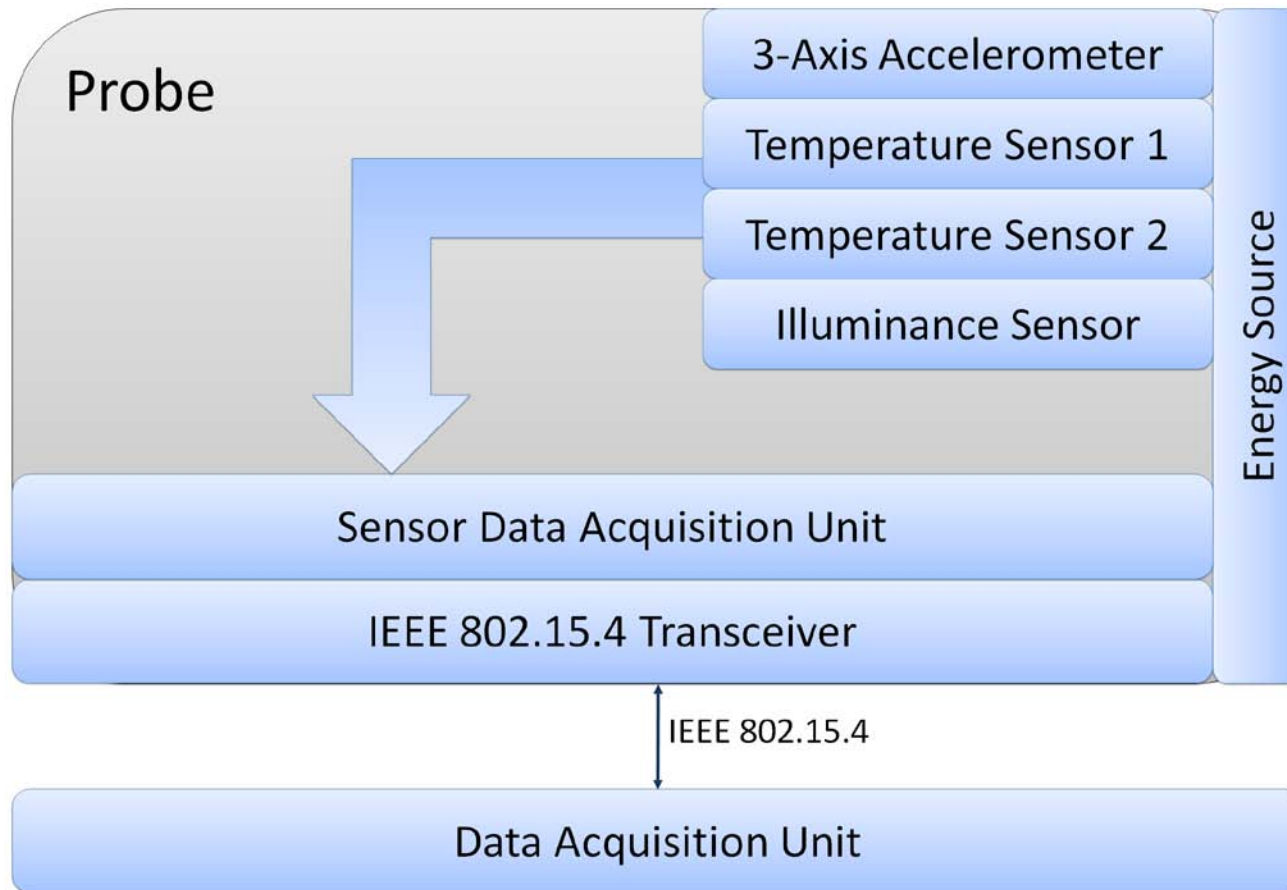 Probe
3-Axis Accelerometer
Temperature Sensor 1
Temperature Sensor 2
Illuminance Sensor
Energy Source
Sensor Data Acquisition Unit
IEEE 802.15.4 Transceiver
IEEE 802.15.4
Data Acquisition Unit